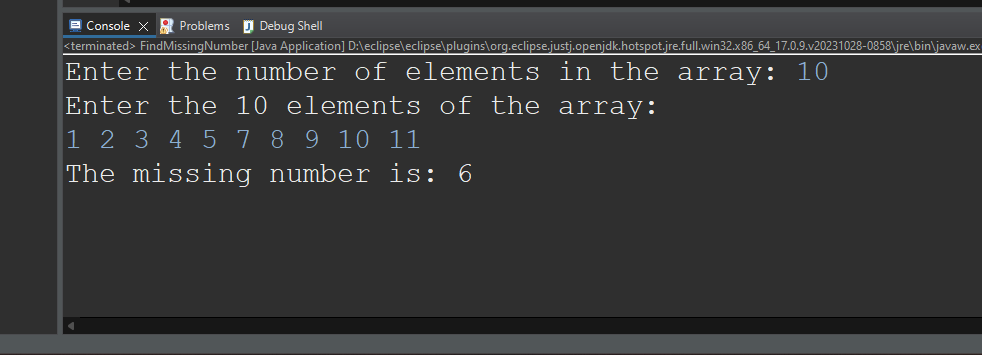 Console Problems Debug Shell
<terminated> FindMissingNumber [Java Application] D:\eclipse\eclipse\plugins\org.eclipse.justj.openjdk.hotspot.jre.full.win32.x86_64_17.0.9.v20231028-0858\jre\bin\javaw.ex
Enter the number of elements in the array: 10
Enter the 10 elements of the array:
1 2 3 4 5 7 8 9 10 11
The missing number is: 6